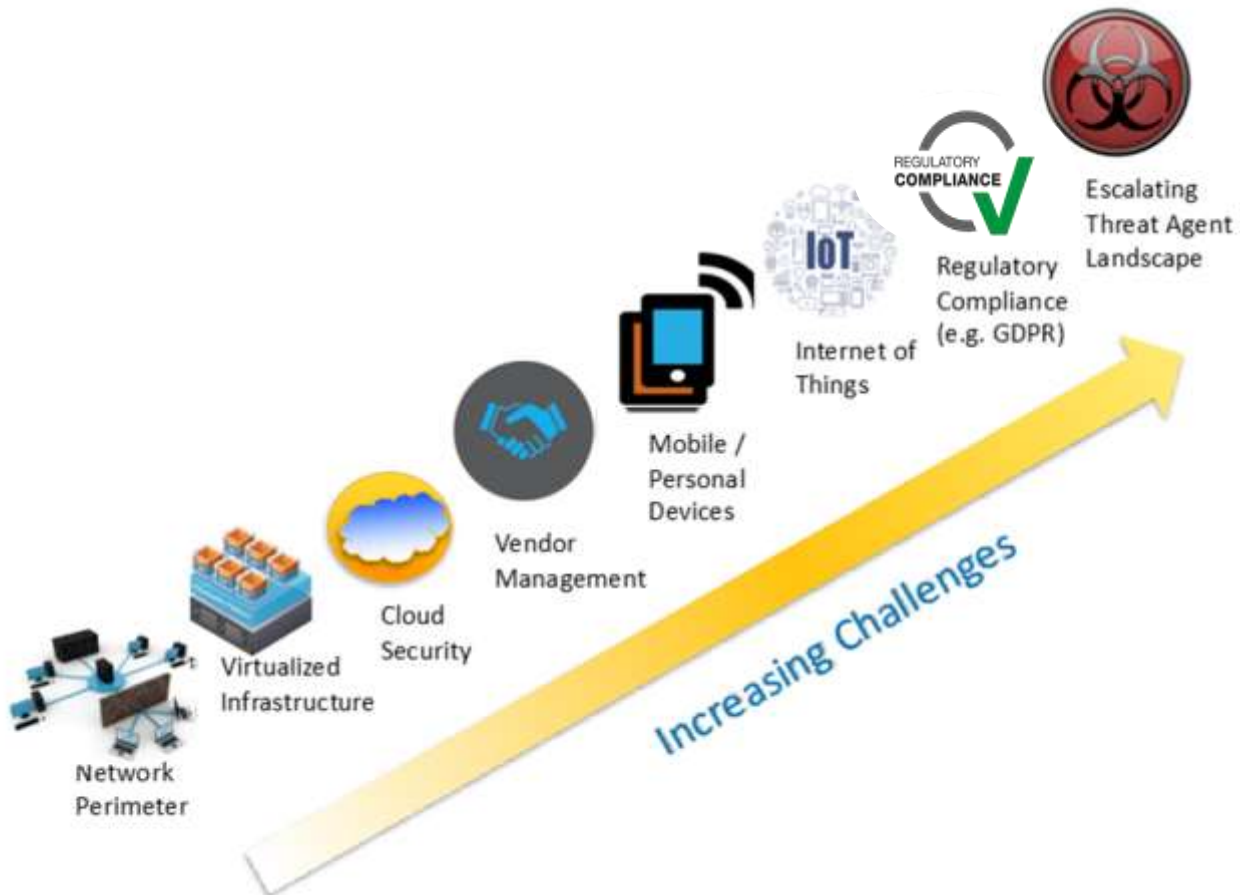 Network
Perimeter
Virtualized
Infrastructure
Cloud
Security
Vendor
Management
Mobile /
Personal
Devices
IoT
Internet of
Things
REGULATORY
COMPLIANCE
Regulatory
Compliance
(e.g. GDPR)
Escalating
Threat Agent
Landscape
Increasing Challenges